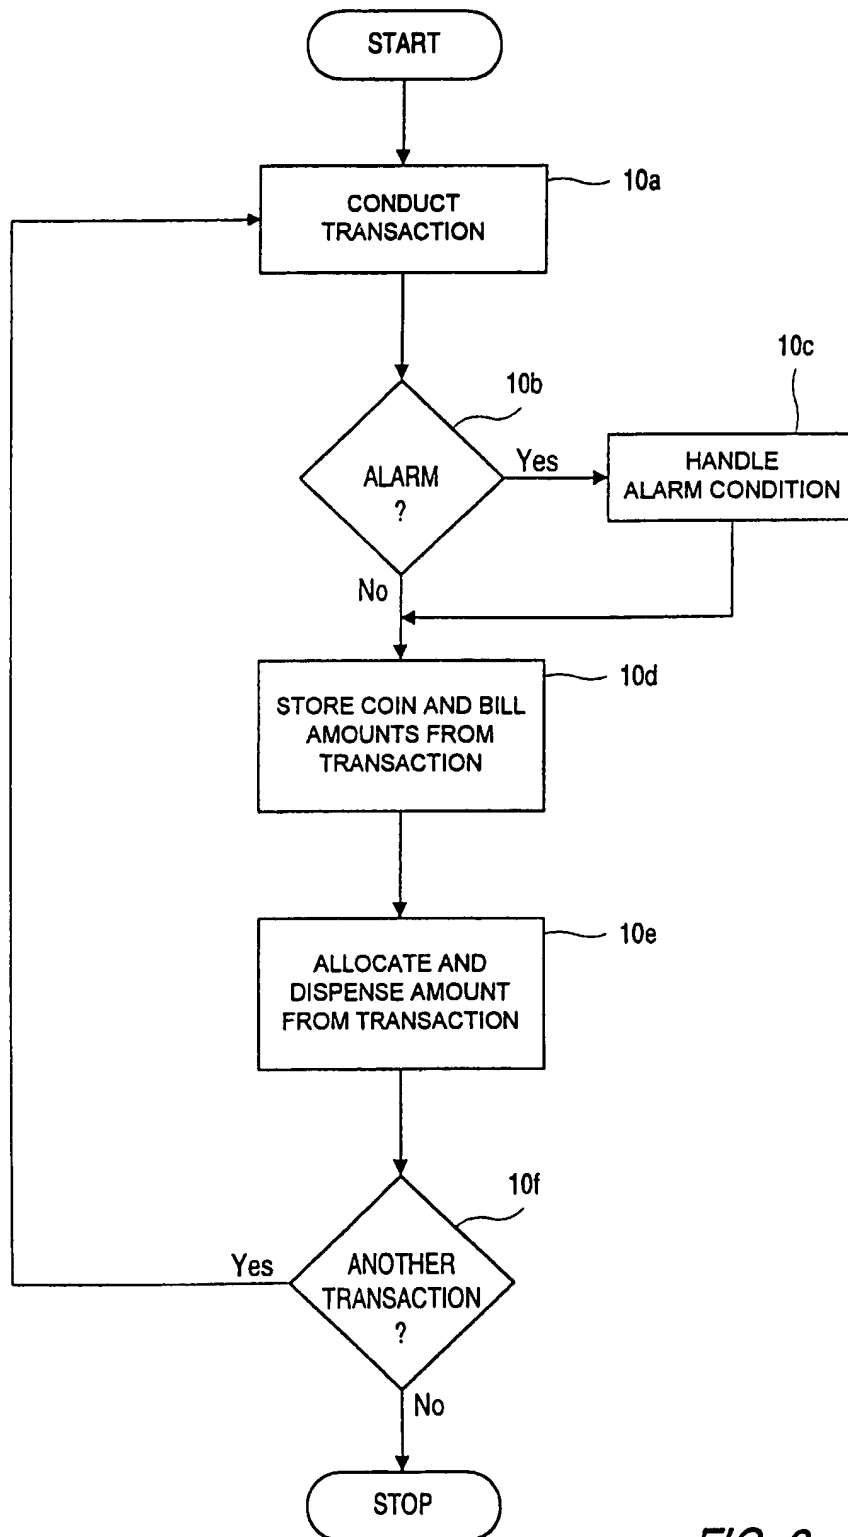 START
CONDUCT
TRANSACTION
10a
10b
10c
ALARM
?
Yes
HANDLE
ALARM CONDITION
No
STORE COIN AND BILL
AMOUNTS FROM
TRANSACTION
10d
ALLOCATE AND
DISPENSE AMOUNT
FROM TRANSACTION
10e
10f
Yes
ANOTHER
TRANSACTION
?
No
STOP